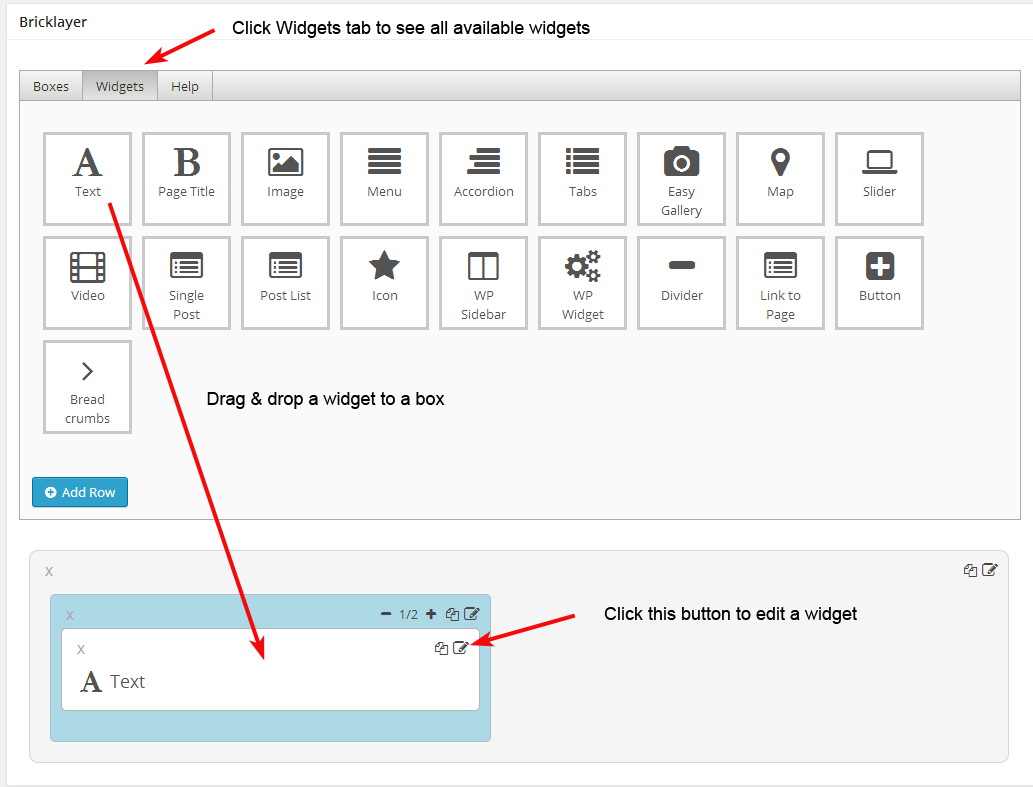 Bricklayer
Click Widgets tab to see all available widgets
Boxes Widgets Help
A B
Text Page Title Image Menu Accordion Tabs Easy Map Slider
Gallery
Video Single Post List Icon WP WP Divider Link to Button
Post Sidebar Widget Page
Bread
crumbs
Drag & drop a widget to a box
Add Row
X
X 1/2
Click this button to edit a widget
X
A Text